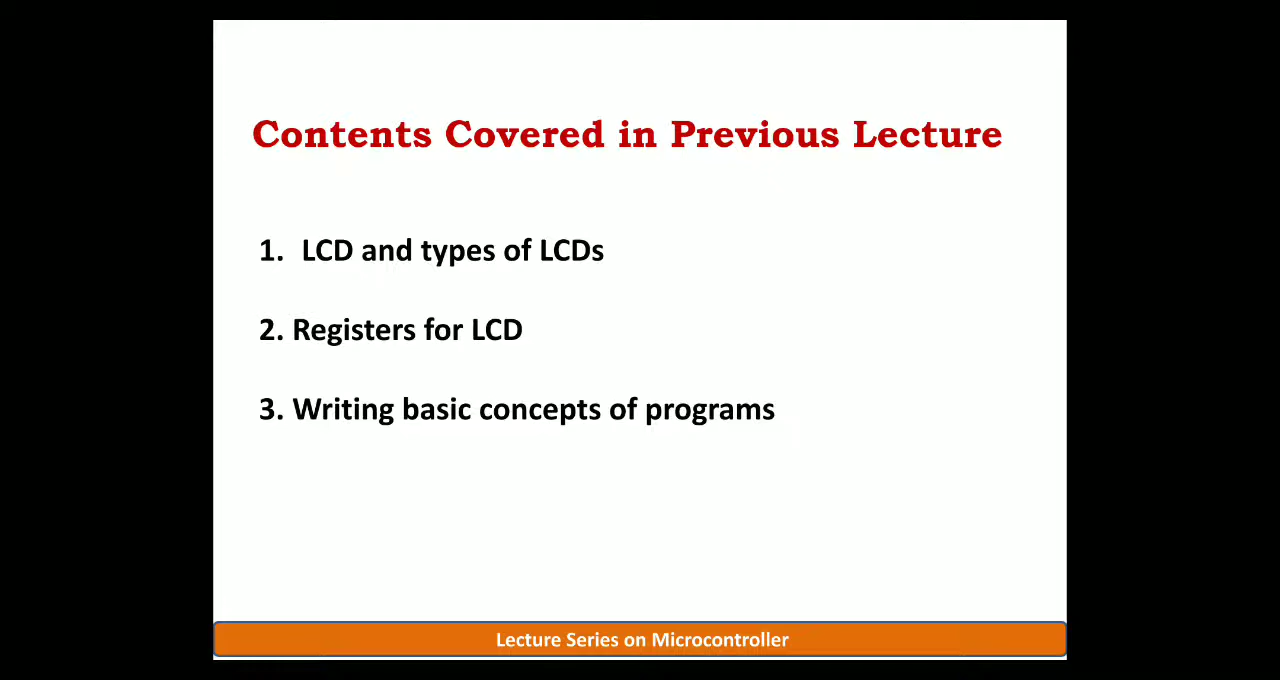 Contents Covered in Previous Lecture
1. LCD and types of LCDs
2. Registers for LCD
3. Writing basic concepts of programs
Lecture Series on Microcontroller